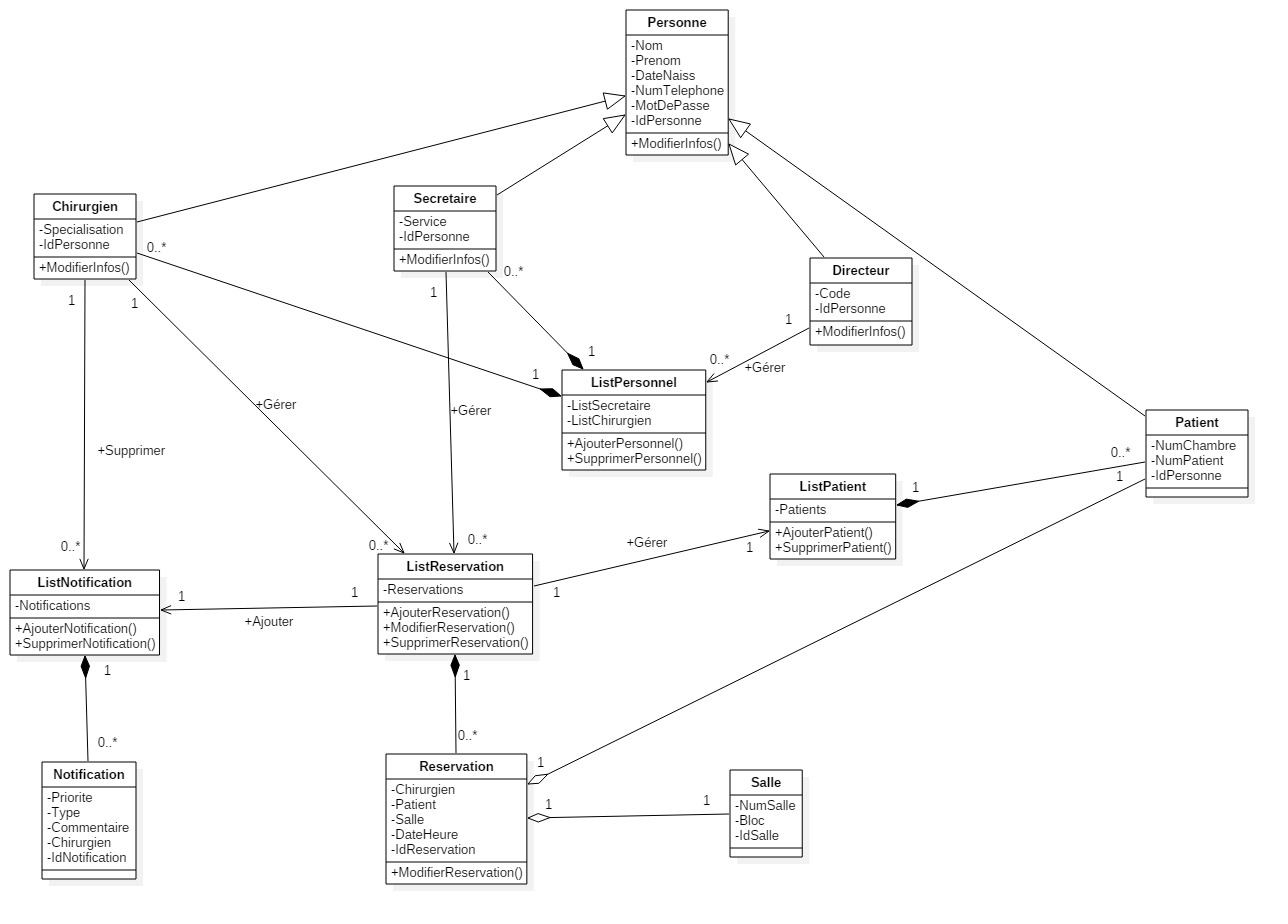 Personne
-Nom
-Prenom
-DateNaiss
-NumTelephone
-MotDePasse
-IdPersonne
+ModifierInfos()
Chirurgien
-Specialisation
-IdPersonne
+ModifierInfos()
Secretaire
-Service
-IdPersonne
+ModifierInfos()
Directeur
-Code
-IdPersonne
+ModifierInfos()
0..*
0..*
1
1
1
1
1
0..*
+Gérer
1
ListPersonnel
-ListSecretaire
-ListChirurgien
+AjouterPersonnel()
+SupprimerPersonnel()
+Gérer
+Gérer
+Supprimer
Patient
-NumChambre
-NumPatient
-IdPersonne
0..*
1
ListPatient
-Patients
+AjouterPatient()
+SupprimerPatient()
1
+Gérer
1
1
0..*
0..*
0..*
ListNotification
-Notifications
+AjouterNotification()
+SupprimerNotification()
1
1
+Ajouter
ListReservation
-Reservations
+AjouterReservation()
+ModifierReservation()
+SupprimerReservation()
1
0..*
1
0..*
Notification
-Priorite
-Type
-Commentaire
-Chirurgien
-IdNotification
Reservation
-Chirurgien
-Patient
-Salle
-DateHeure
-IdReservation
+ModifierReservation()
1
1
1
Salle
-NumSalle
-Bloc
-IdSalle